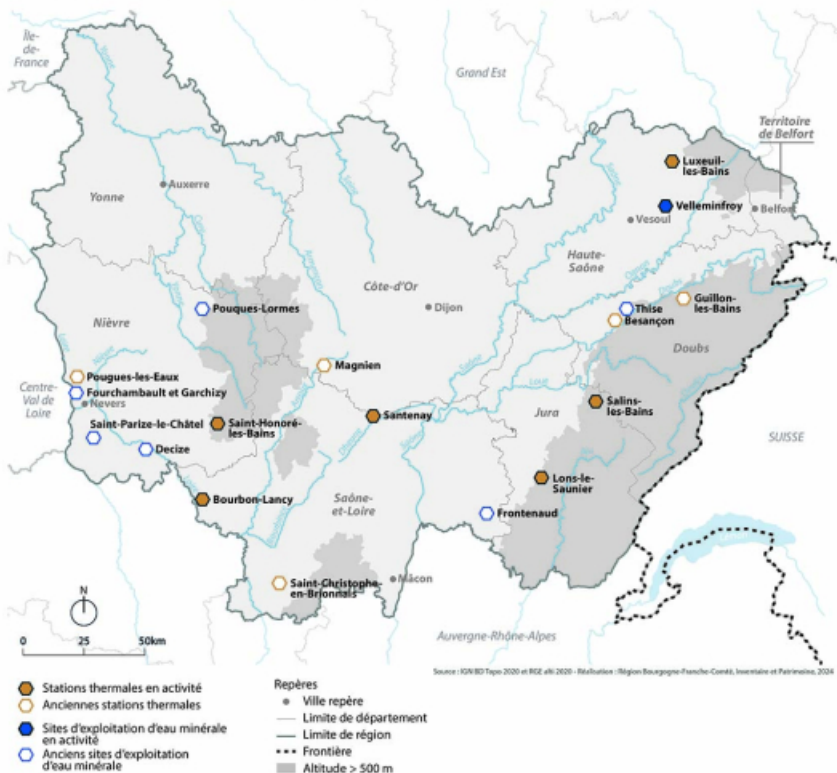 Île-
de-
France
Grand Est
Territoire
de Belfort
Luxeuil-
les-Bains
Yonne
Auxerre
Velleminfroy
Vesoul
Belfort
Haute-
Saône
Côte-d'Or
Dijon
Pouques-Lormes
Nièvre
Guillon-
les-Bains
Thise
Besançon
Doubs
Magnien
Pougues-les-Eaux
Fourchambault et Garchizy
Centre-
Val de
Loire
Nevers
Saint-Parize-le-Châtel
Saint-Honoré-
les-Bains
Santenay
Salins-
les-Bains
Jura
SUISSE
Decize
Lons-le-
Saunier
Bourbon-Lancy
Saône-
et-Loire
Frontenaud
Saint-Christophe-
en-Brionnais
Mâcon
N
Auvergne-Rhône-Alpes
0 25 50km
Source : IGN BD Topo 2020 et RGE alti 2020 - Réalisation : Région Bourgogne-Franche-Comté, Inventaire et Patrimoine, 2024
Stations thermales en activité
Anciennes stations thermales
Sites d'exploitation d'eau minérale
en activité
Anciens sites d'exploitation
d'eau minérale
Repères
Ville repère
Limite de département
Limite de région
Frontière
Altitude > 500 m